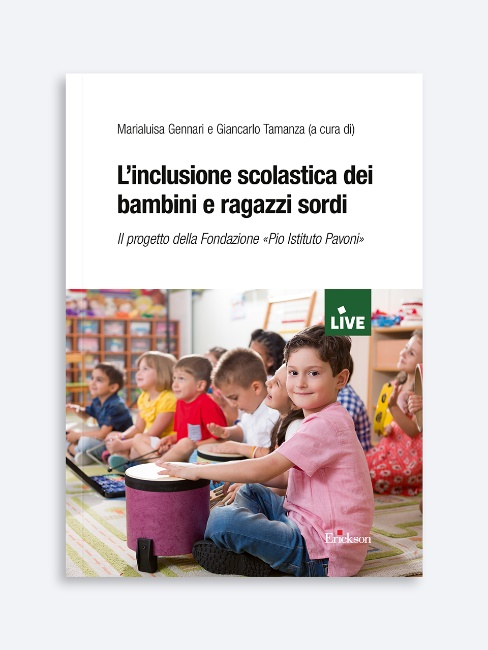 Marialuisa Gennari e Giancarlo Tamanza (a cura di)
L'inclusione scolastica dei
bambini e ragazzi sordi
Il progetto della Fondazione «Pio Istituto Pavoni»
LIVE
Erickson